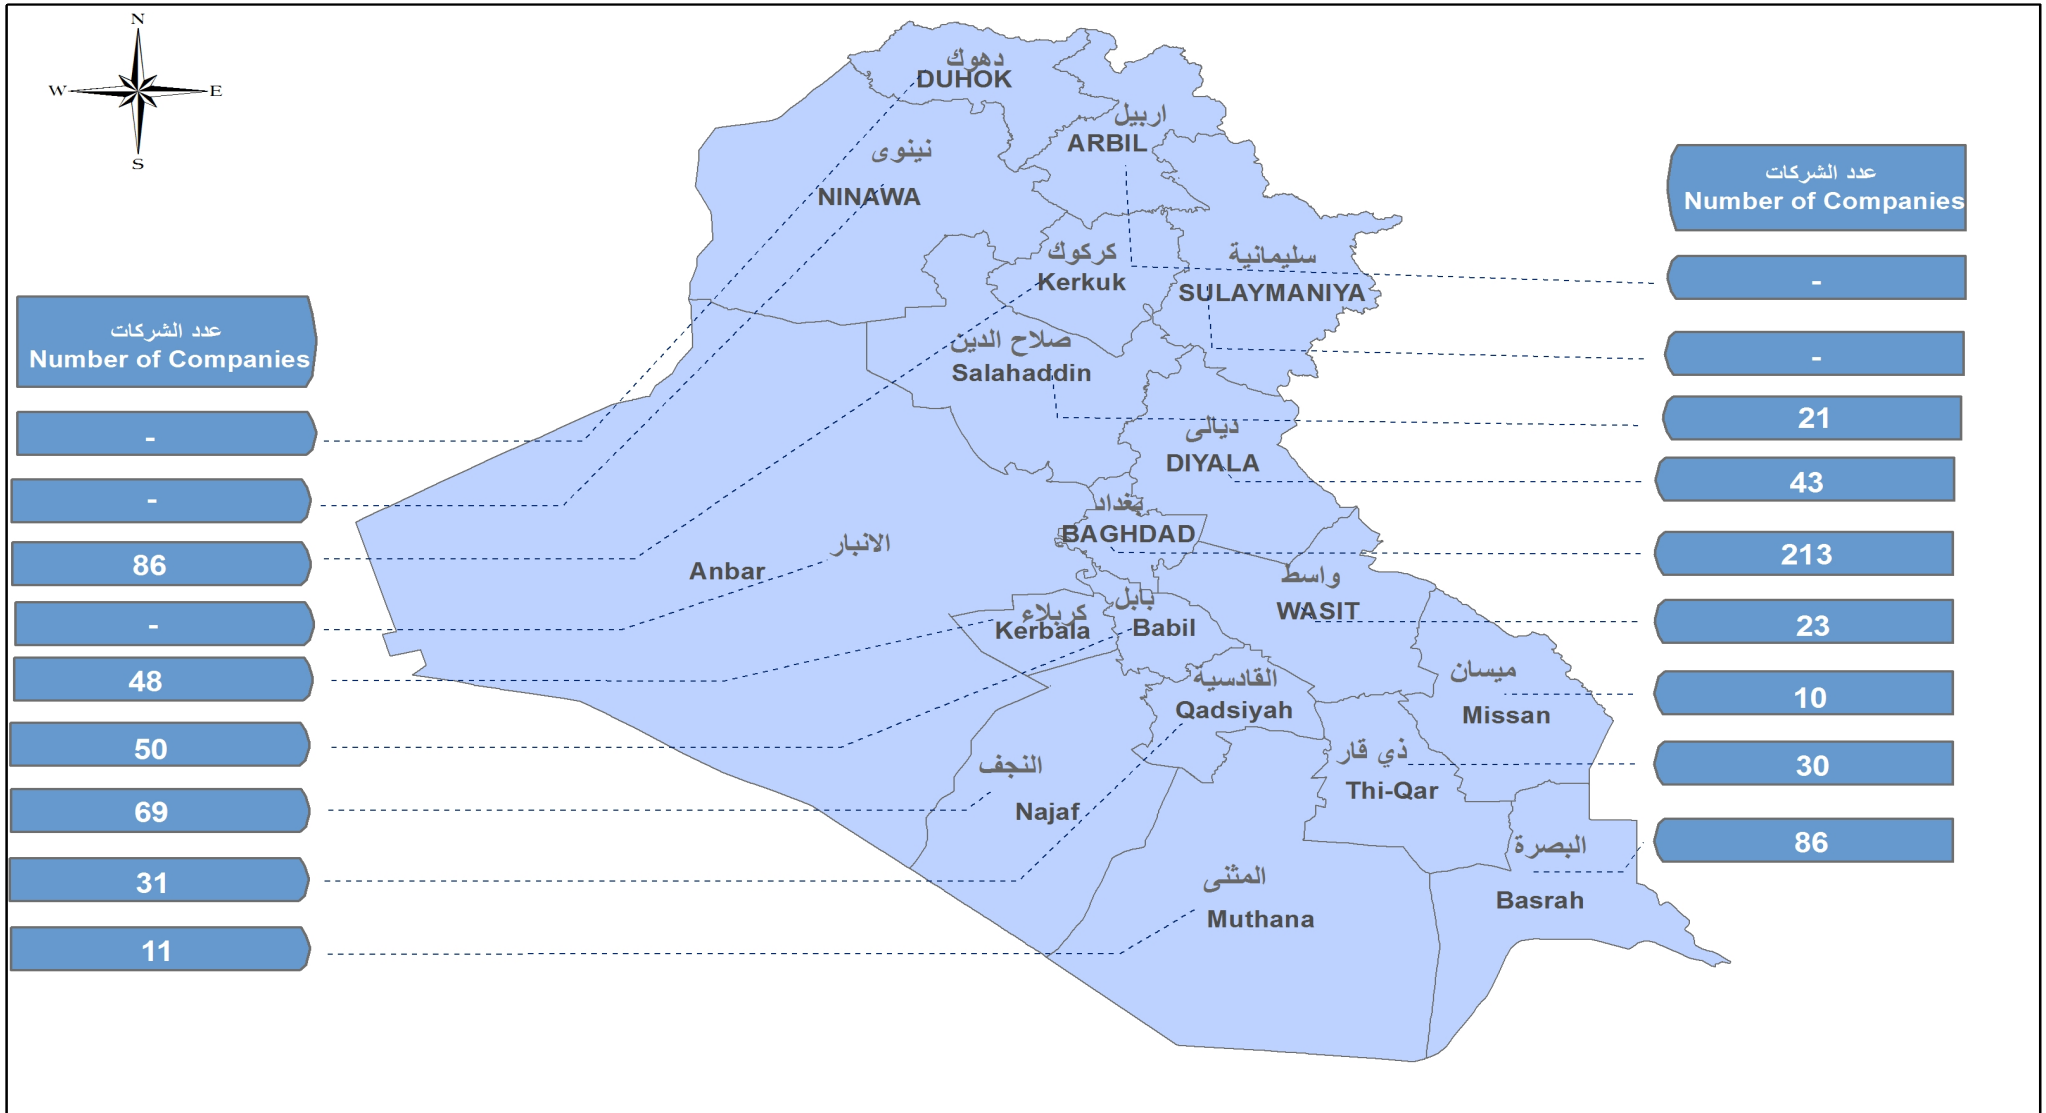 N
W
E
S
دهوك
DUHOK
اربيل
ARBIL
نينوى
NINAWA
كركوك
Kerkuk
سليمانية
SULAYMANIYA
صلاح الدين
Salahaddin
ديالى
DIYALA
بغداد
BAGHDAD
الانبار
Anbar
واسط
WASIT
بابل
Babil
كربلاء
Kerbala
القادسية
Qadsiyah
ميسان
Missan
النجف
Najaf
ذي قار
Thi-Qar
البصرة
Basrah
المثنى
Muthana
عدد الشركات
Number of Companies
-
-
86
-
48
50
69
31
11
عدد الشركات
Number of Companies
-
-
21
43
213
23
10
30
86